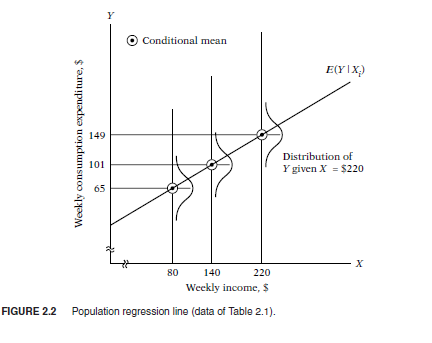 Y
Conditional mean
E(Y | Xi)
Weekly consumption expenditure, $
149
101
65
Distribution of
Y given X = $220
X
80 140 220
Weekly income, $
FIGURE 2.2 Population regression line (data of Table 2.1).